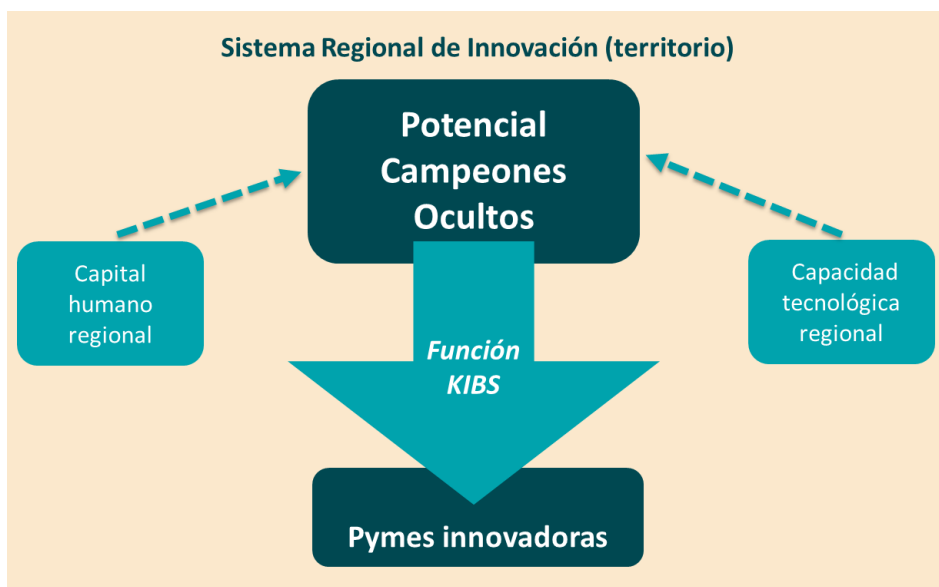 Sistema Regional de Innovación (territorio)
Potencial
Campeones
Ocultos
Capital
humano
regional
Capacidad
tecnológica
regional
Función
KIBS
Pymes innovadoras